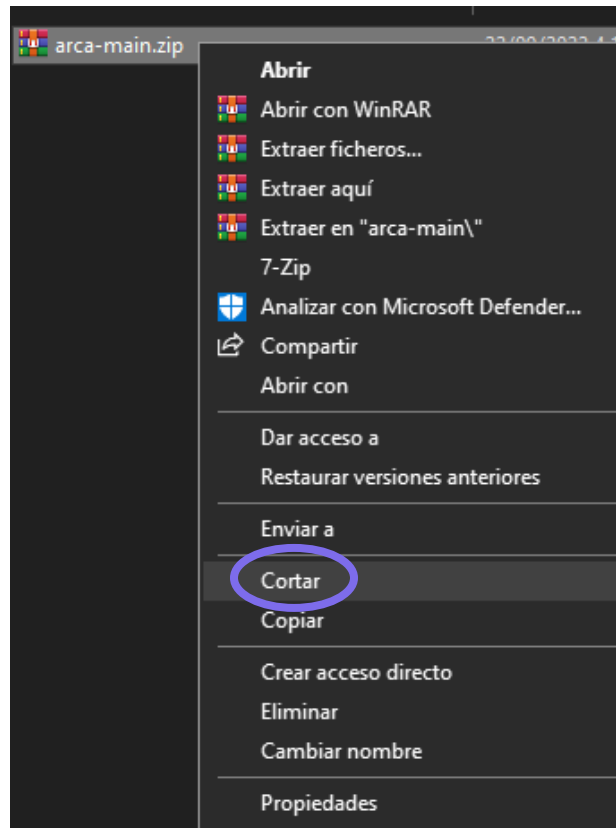 arca-main.zip
Abrir
Abrir con WinRAR
Extraer ficheros...
Extraer aquí
Extraer en "arca-main\"
7-Zip
Analizar con Microsoft Defender...
Compartir
Abrir con
Dar acceso a
Restaurar versiones anteriores
Enviar a
Cortar
Copiar
Crear acceso directo
Eliminar
Cambiar nombre
Propiedades